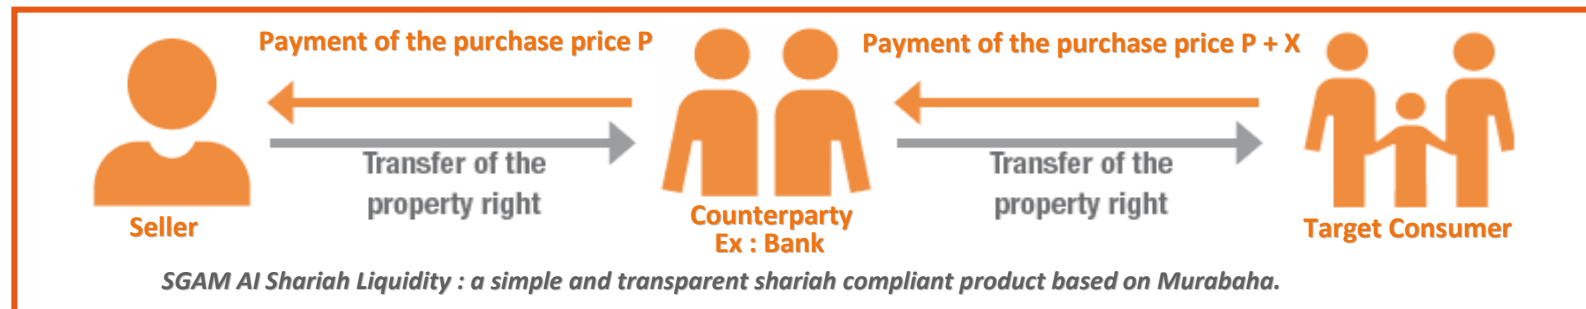 Payment of the purchase price P
Payment of the purchase price P + X
Transfer of the
property right
Transfer of the
property right
Seller
Counterparty
Ex : Bank
Target Consumer
SGAM AI Shariah Liquidity : a simple and transparent shariah compliant product based on Murabaha.